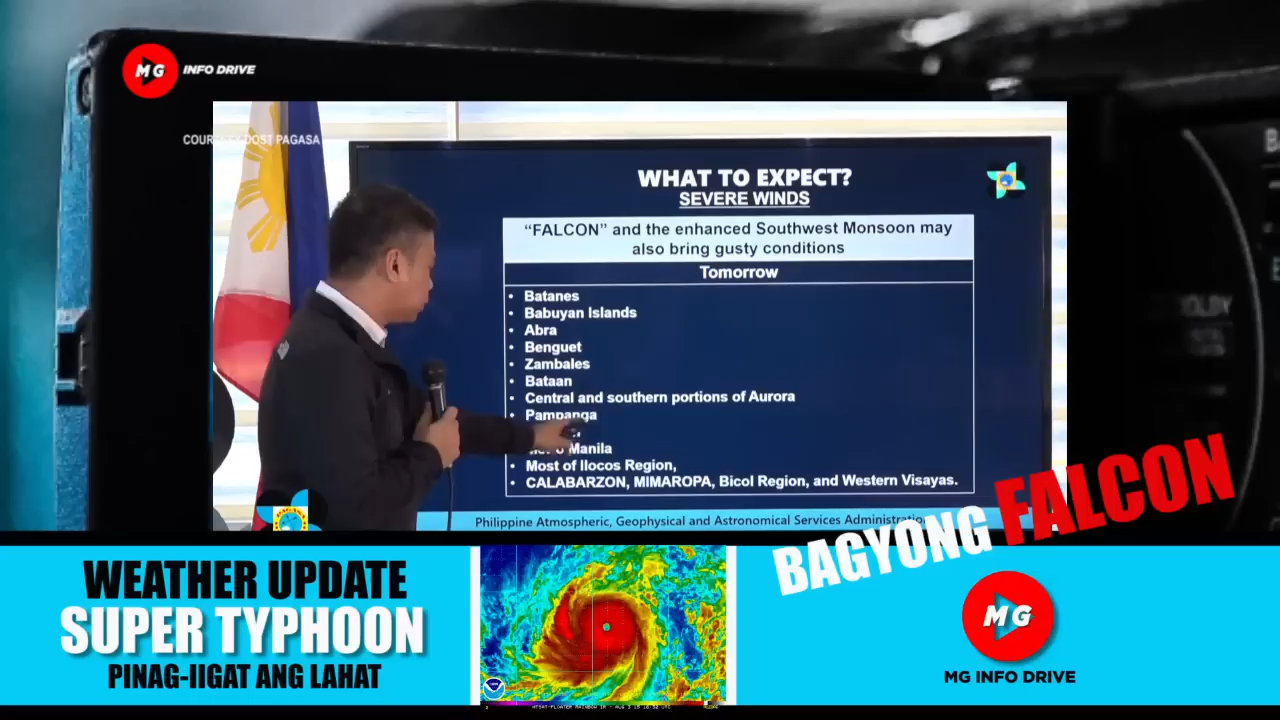 MG INFO DRIVE
DOST PAGASA
WHAT TO EXPECT?
SEVERE WINDS
“FALCON” and the enhanced Southwest Monsoon may
also bring gusty conditions
Tomorrow
• Batanes
• Babuyan Islands
• Abra
• Benguet
• Zambales
• Bataan
• Central and southern portions of Aurora
• Pampanga
Manila
• Most of Ilocos Region,
• CALABARZON, MIMAROPA, Bicol Region, and Western Visayas.
Philippine Atmospheric, Geophysical and Astronomical Services
BAGYONG FALCON
WEATHER UPDATE
SUPER TYPHOON
PINAG-IIGAT ANG LAHAT
MG
MG INFO DRIVE